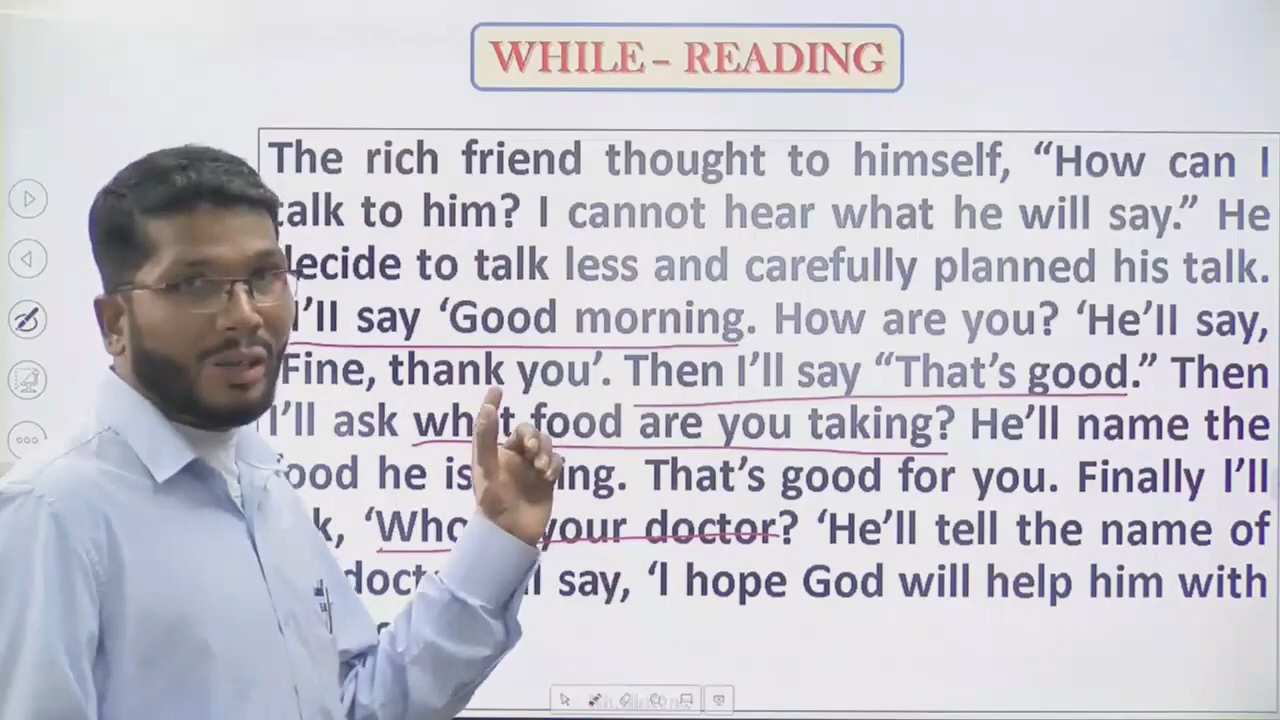 WHILE – READING
The rich friend thought to himself, “How can I
talk to him? I cannot hear what he will say.” He
decide to talk less and carefully planned his talk.
I’II say ‘Good morning. How are you? ‘He’II say,
Fine, thank you’. Then I’ll say “That’s good.” Then
I’ll ask what food are you taking? He’ll name the
food he is. That’s good for you. Finally l’ll
‘Who your doctor? ‘He’ll tell the name of
say, ‘I hope God will help him with